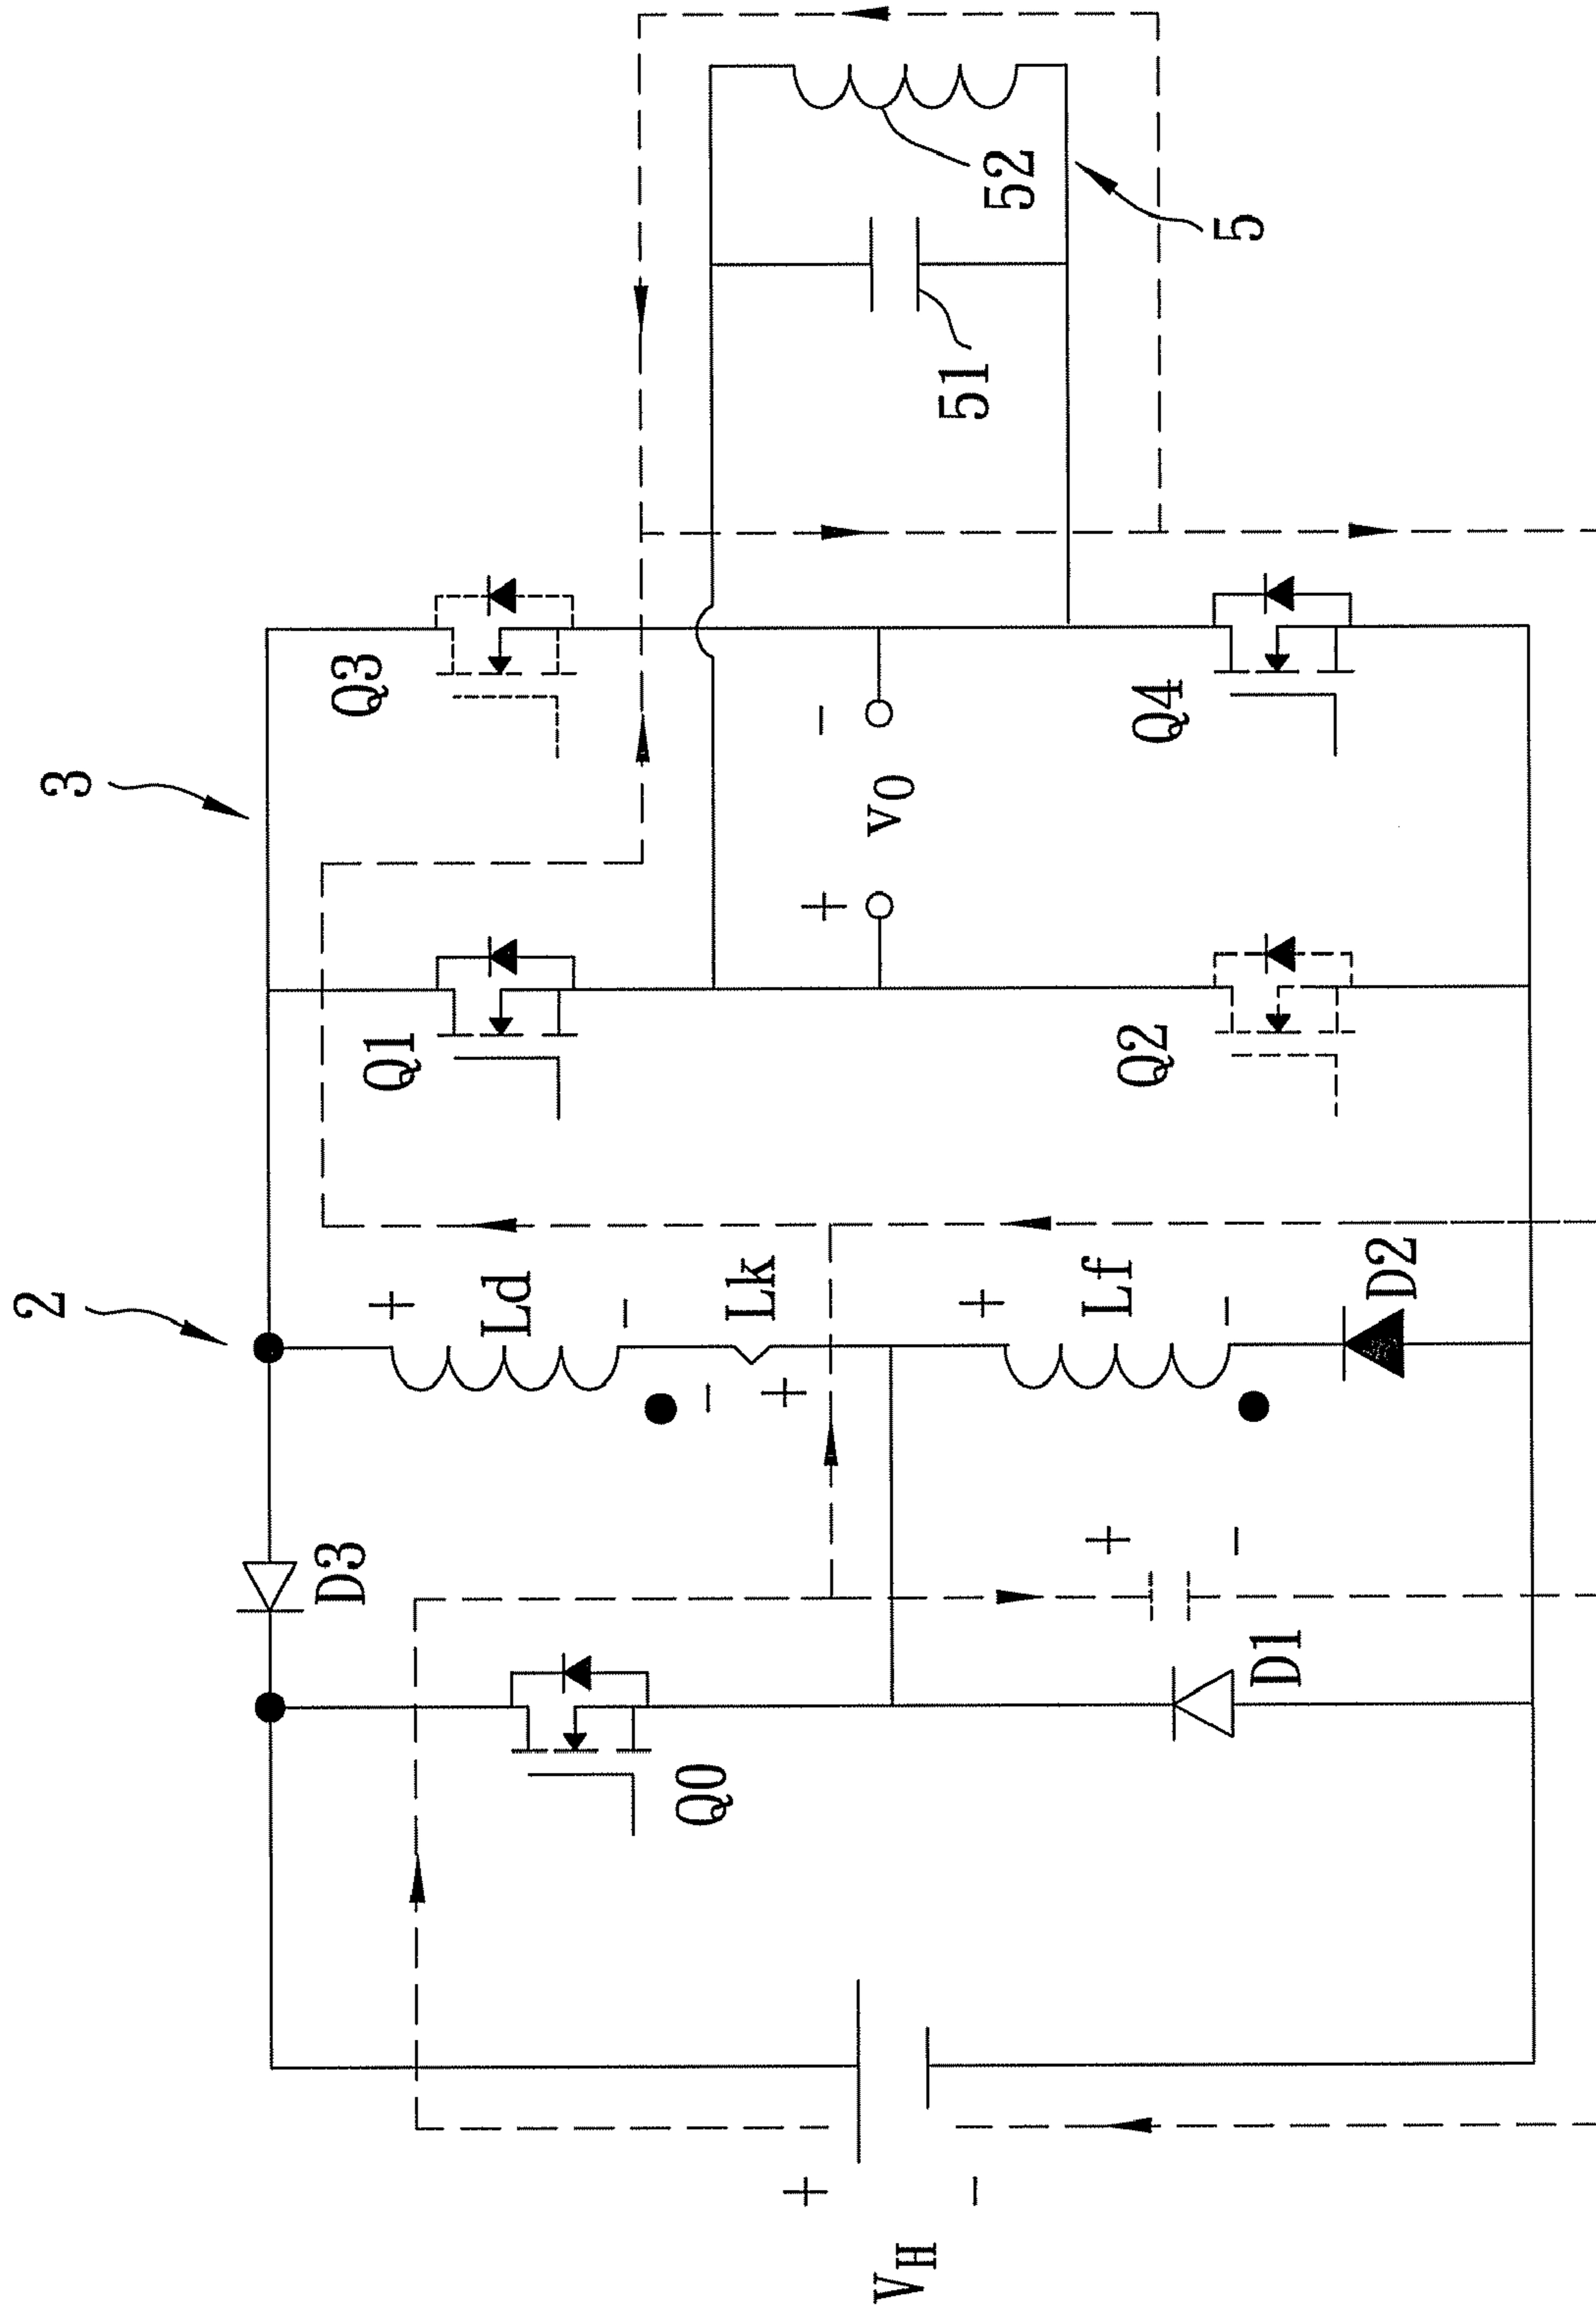 2
3
Q3
Q1
D3
Ld
+
-
Lk
-
+
Q0
+
Lf
-
D2
D1
+
-
+
V0
-
Q2
Q4
52
51
5
+
VH
-